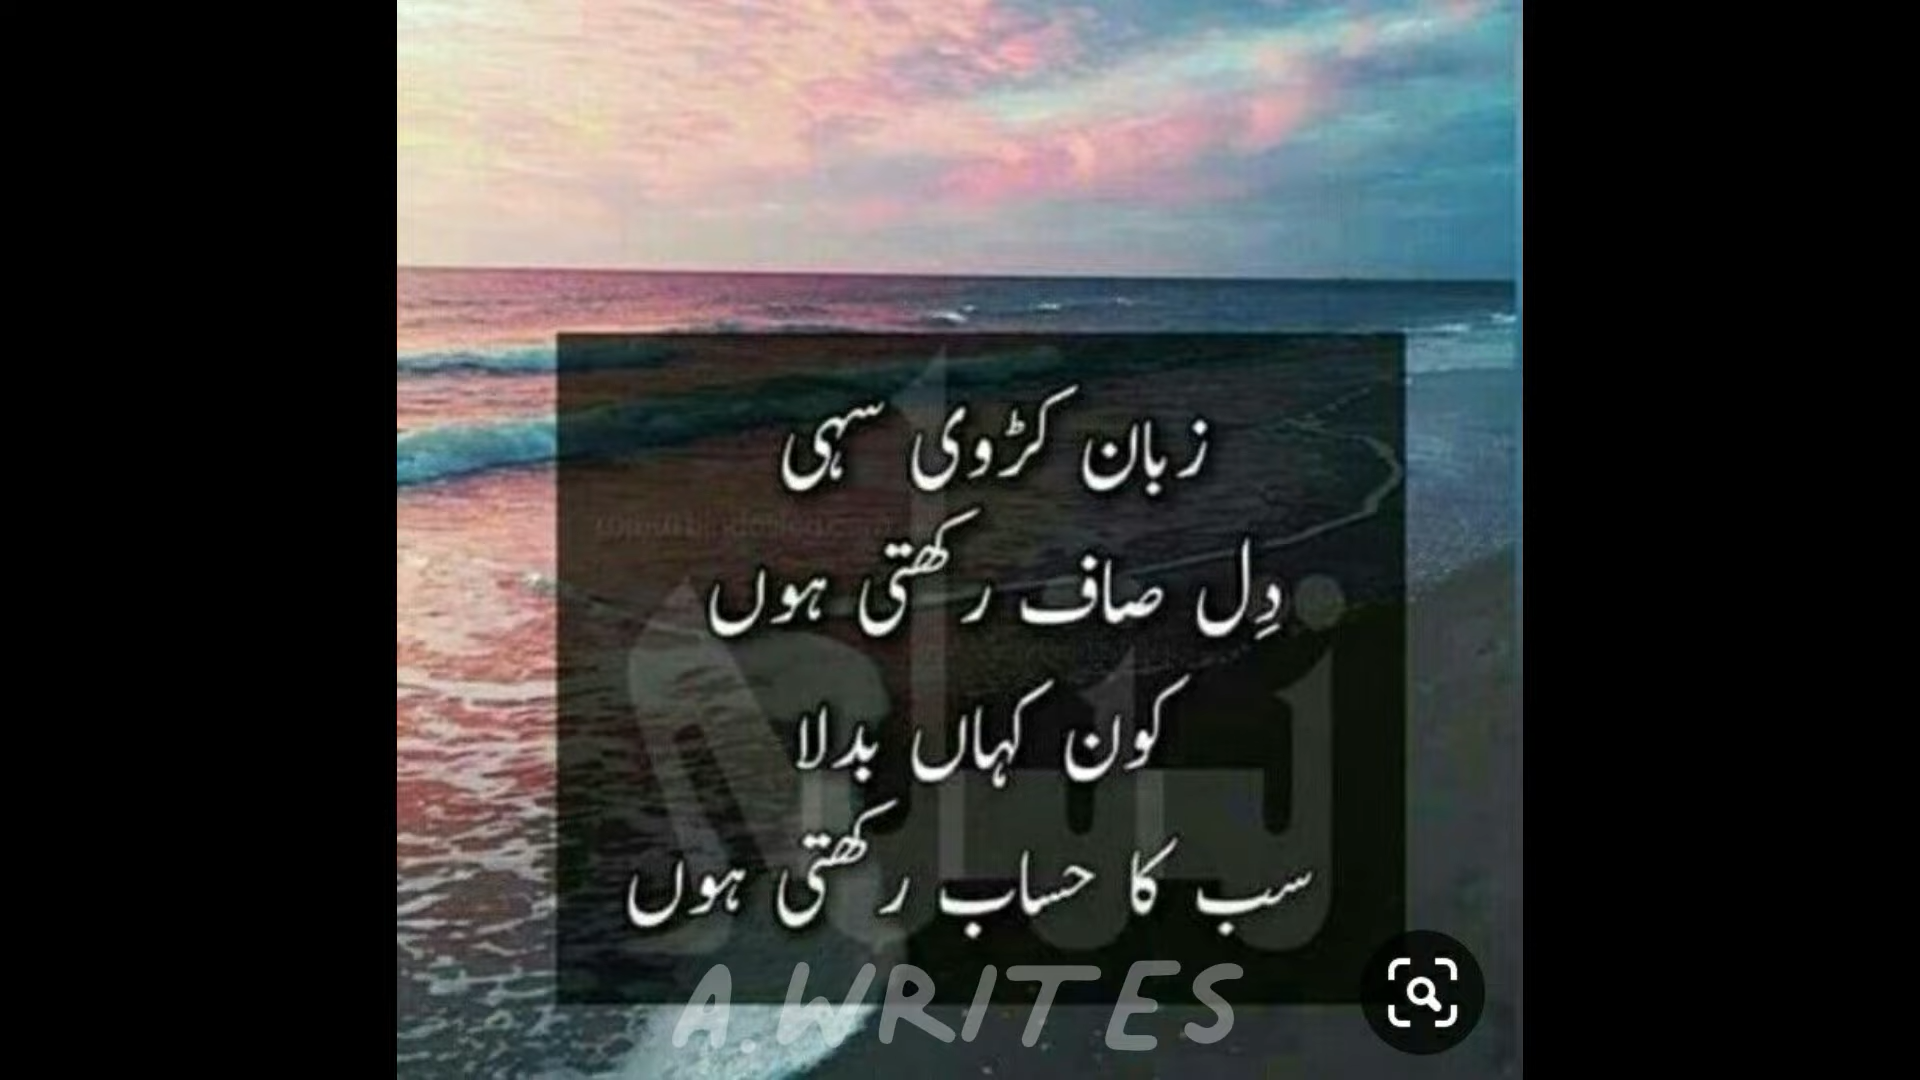 زبان کڑوی سہی
دِل صاف رکھتی ہوں
کون کہاں بدلا
سب کا حساب رکھتی ہوں
A.WRITES